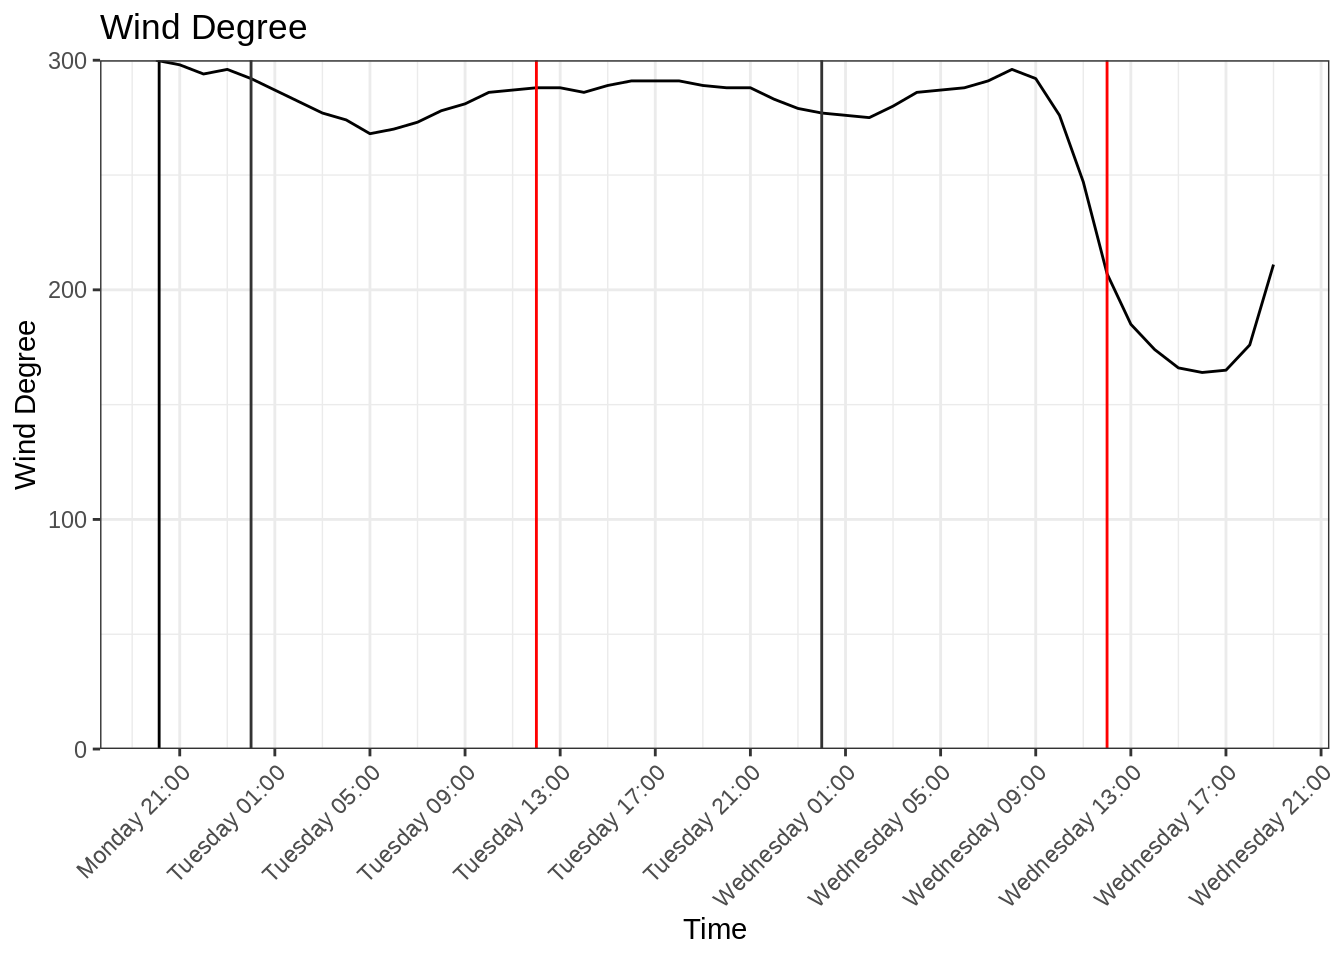 Wind Degree
300
200
100
0
Wind Degree
Monday 21:00
Tuesday 01:00
Tuesday 05:00
Tuesday 09:00
Tuesday 13:00
Tuesday 17:00
Tuesday 21:00
Wednesday 01:00
Wednesday 05:00
Wednesday 09:00
Wednesday 13:00
Wednesday 17:00
Wednesday 21:00
Time